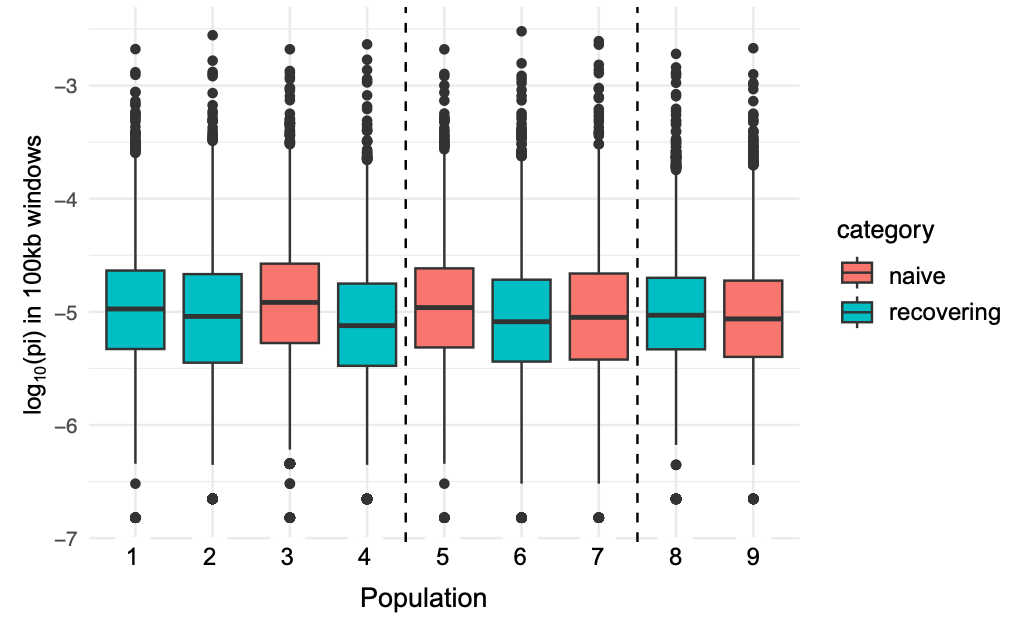 log10(pi) in 100kb windows
−3
−4
−5
−6
−7
1 2 3 4 5 6 7 8 9
Population
category
naive
recovering